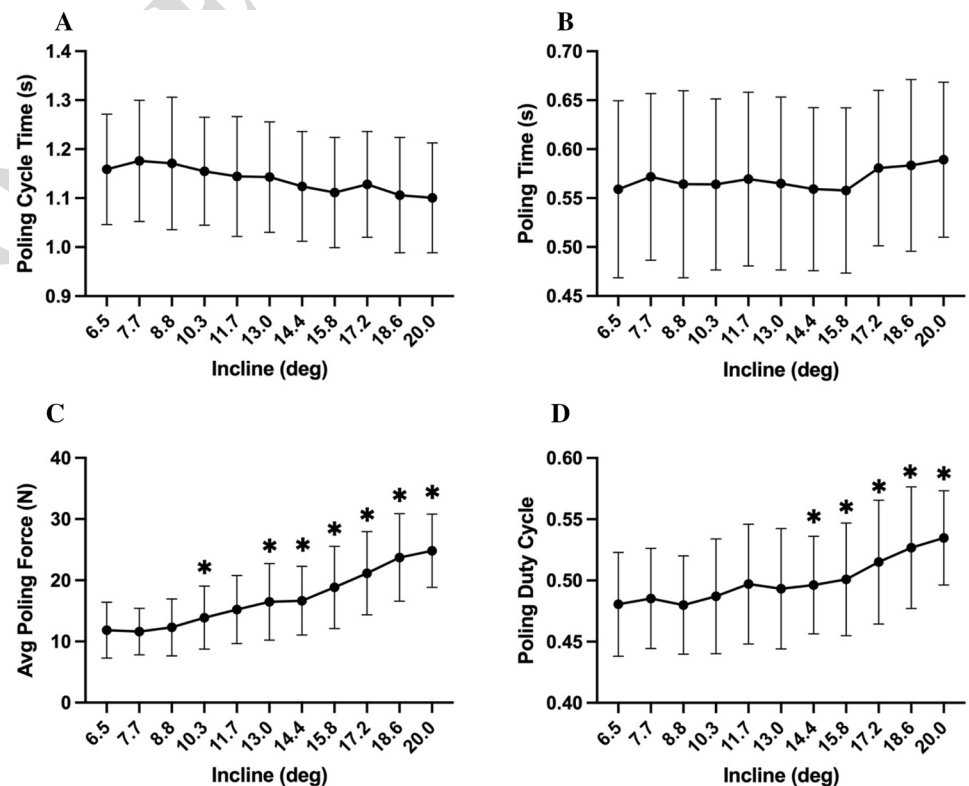 A
Poling Cycle Time (s)
1.4
1.3
1.2
1.1
1.0
0.9
6.5 7.7 8.8 10.3 11.7 13.0 14.4 15.8 17.2 18.6 20.0
Incline (deg)
B
Poling Time (s)
0.70
0.65
0.60
0.55
0.50
0.45
6.5 7.7 8.8 10.3 11.7 13.0 14.4 15.8 17.2 18.6 20.0
Incline (deg)
C
Avg Poling Force (N)
40
30
20
10
0
* * * * * * *
6.5 7.7 8.8 10.3 11.7 13.0 14.4 15.8 17.2 18.6 20.0
Incline (deg)
D
Poling Duty Cycle
0.60
0.55
0.50
0.45
0.40
* * * * *
6.5 7.7 8.8 10.3 11.7 13.0 14.4 15.8 17.2 18.6 20.0
Incline (deg)